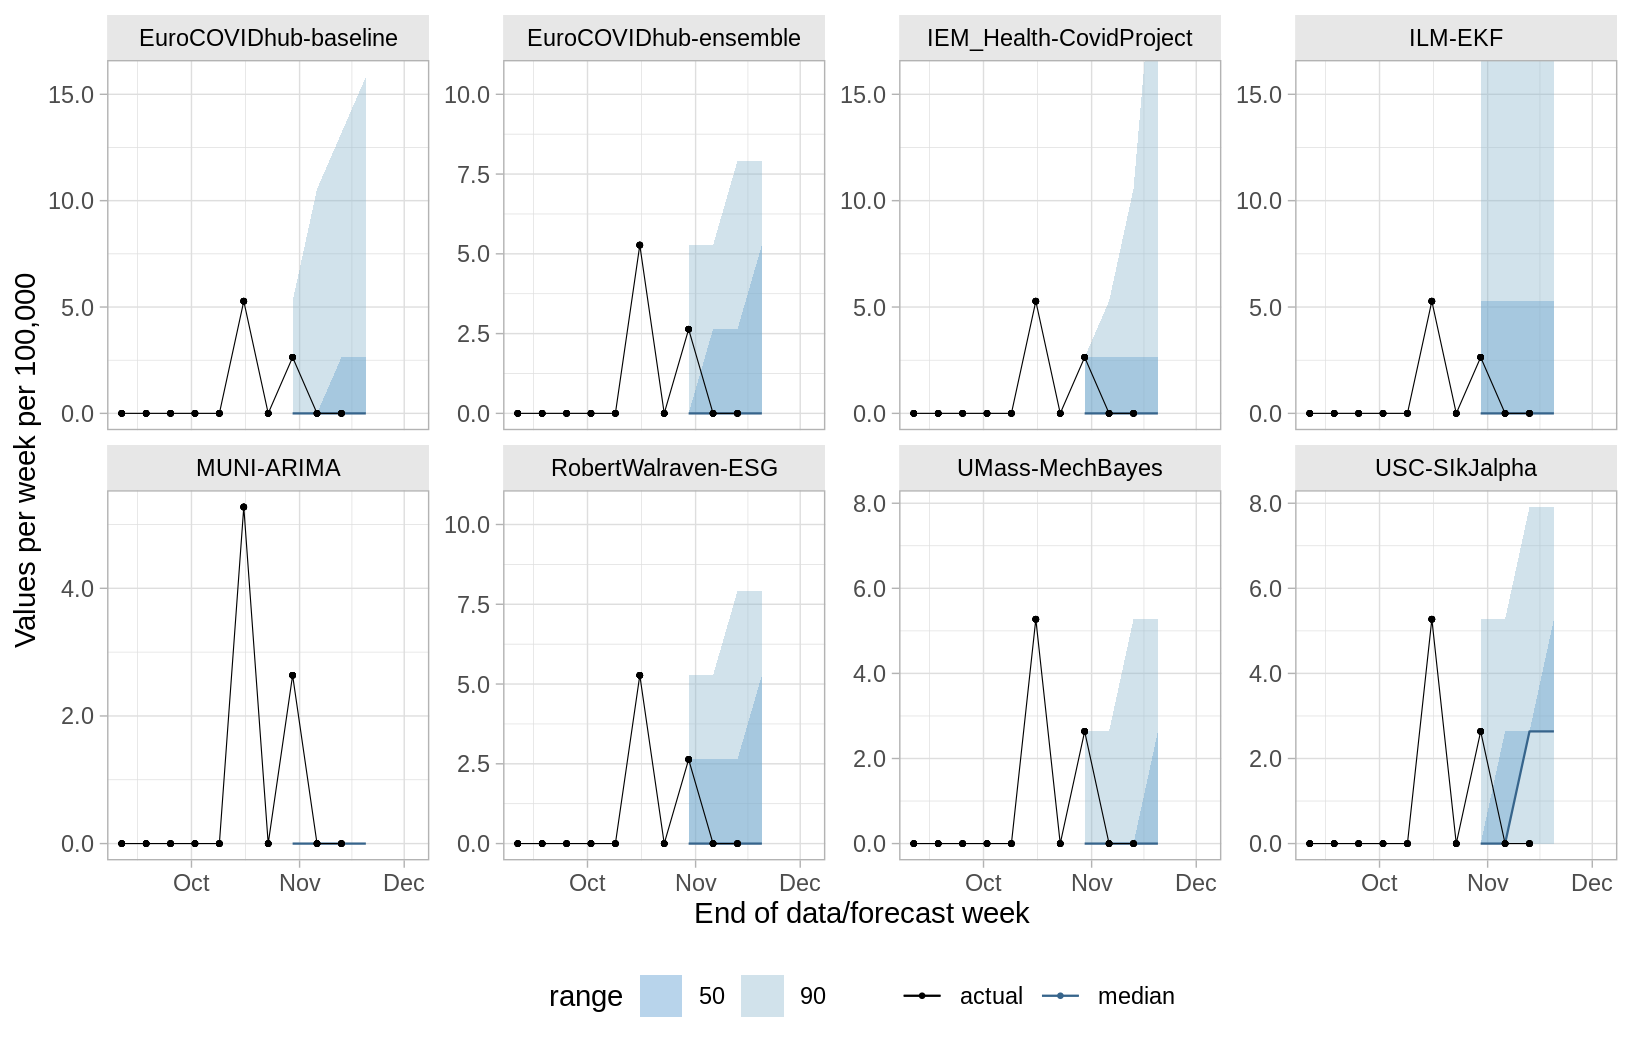 EuroCOVIDhub-baseline
EuroCOVIDhub-ensemble
IEM_Health-CovidProject
ILM-EKF
15.0
10.0
5.0
0.0
10.0
7.5
5.0
2.5
0.0
15.0
10.0
5.0
0.0
15.0
10.0
5.0
0.0
Values per week per 100,000
MUNI-ARIMA
RobertWalraven-ESG
UMass-MechBayes
USC-SIkJalpha
4.0
2.0
0.0
10.0
7.5
5.0
2.5
0.0
8.0
6.0
4.0
2.0
0.0
8.0
6.0
4.0
2.0
0.0
Oct Nov Dec
Oct Nov Dec
Oct Nov Dec
Oct Nov Dec
End of data/forecast week
range 50 90 actual median